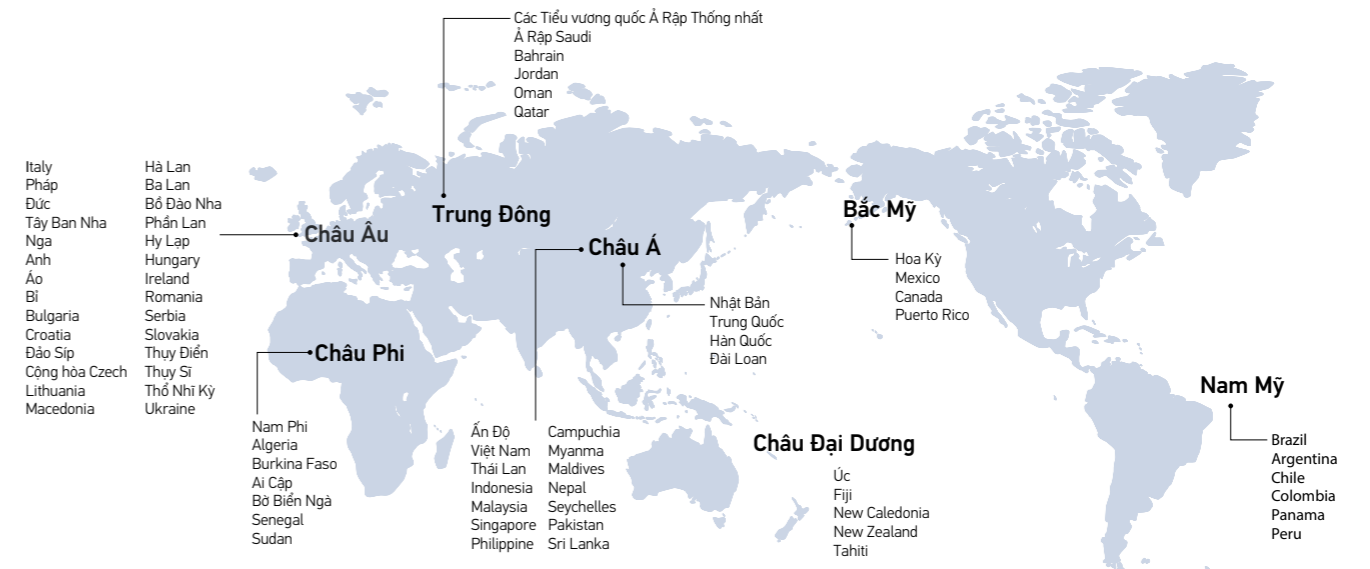 Các Tiểu vương quốc Ả Rập Thống nhất
Ả Rập Saudi
Bahrain
Jordan
Oman
Qatar
Trung Đông
Italy
Pháp
Đức
Tây Ban Nha
Nga
Anh
Áo
Bỉ
Bulgaria
Croatia
Đảo Síp
Cộng hòa Czech
Lithuania
Macedonia
Hà Lan
Ba Lan
Bồ Đào Nha
Phần Lan
Hy Lạp
Hungary
Ireland
Romania
Serbia
Slovakia
Thụy Điển
Thụy Sĩ
Thổ Nhĩ Kỳ
Ukraine
Châu Âu
Châu Phi
Nam Phi
Algeria
Burkina Faso
Ai Cập
Bờ Biển Ngà
Senegal
Sudan
Châu Á
Nhật Bản
Trung Quốc
Hàn Quốc
Đài Loan
Ấn Độ
Việt Nam
Thái Lan
Indonesia
Malaysia
Singapore
Philippine
Campuchia
Myanma
Maldives
Nepal
Seychelles
Pakistan
Sri Lanka
Châu Đại Dương
Úc
Fiji
New Caledonia
New Zealand
Tahiti
Bắc Mỹ
Hoa Kỳ
Mexico
Canada
Puerto Rico
Nam Mỹ
Brazil
Argentina
Chile
Colombia
Panama
Peru